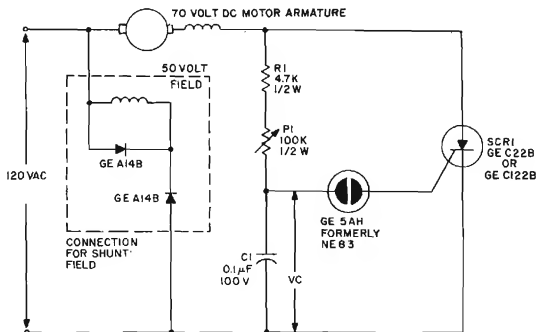 70 VOLT DC MOTOR ARMATURE
50 VOLT
FIELD
R1
4.7K
1/2 W
P1
100K
1/2 W
GE A14B
GE A14B
120 VAC
SCR1
GE C22B
OR
GE C122B
GE 5AH
FORMERLY
NE83
CONNECTION
FOR SHUNT
FIELD
C1
0.1µF
100 V
VC